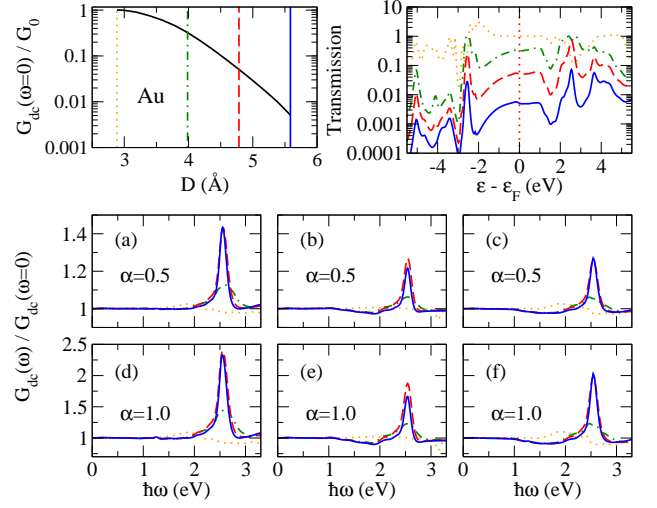 G_dc(ω=0) / G_0
1
0.1
0.01
0.001
Au
3 4 5 6
D (Å)
Transmission
1
0.1
0.01
0.001
0.0001
-4 -2 0 2 4
ε - ε_F (eV)
G_dc(ω) / G_dc(ω=0)
1.4
1.2
1
(a)
α=0.5
(b)
α=0.5
(c)
α=0.5
2.5
2
1.5
1
(d)
α=1.0
(e)
α=1.0
(f)
α=1.0
0 1 2 3
0 1 2 3
0 1 2 3
ħω (eV)
ħω (eV)
ħω (eV)